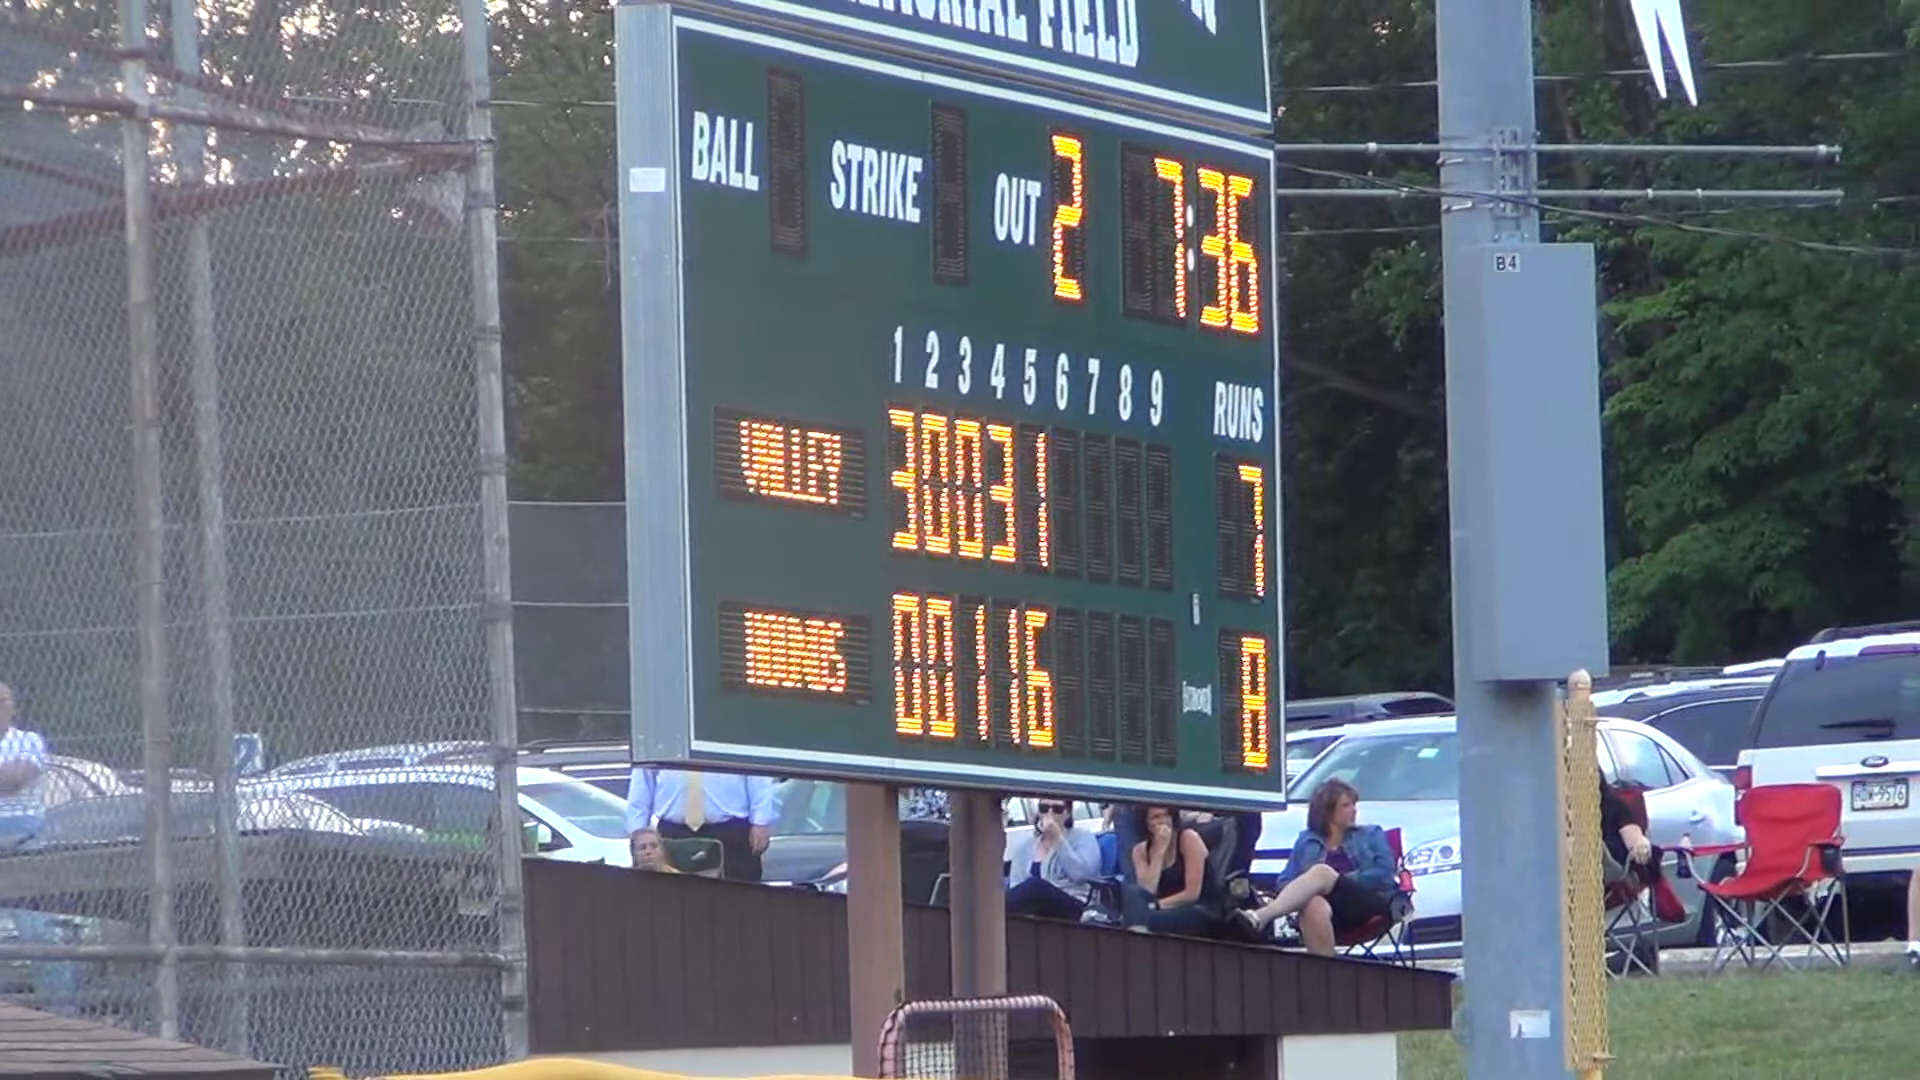 MEMORIAL FIELD
BALL STRIKE OUT 2 7:36
B4
1 2 3 4 5 6 7 8 9 RUNS
VALLEY 3 0 0 3 1 7
0 0 1 1 6 8
Ford